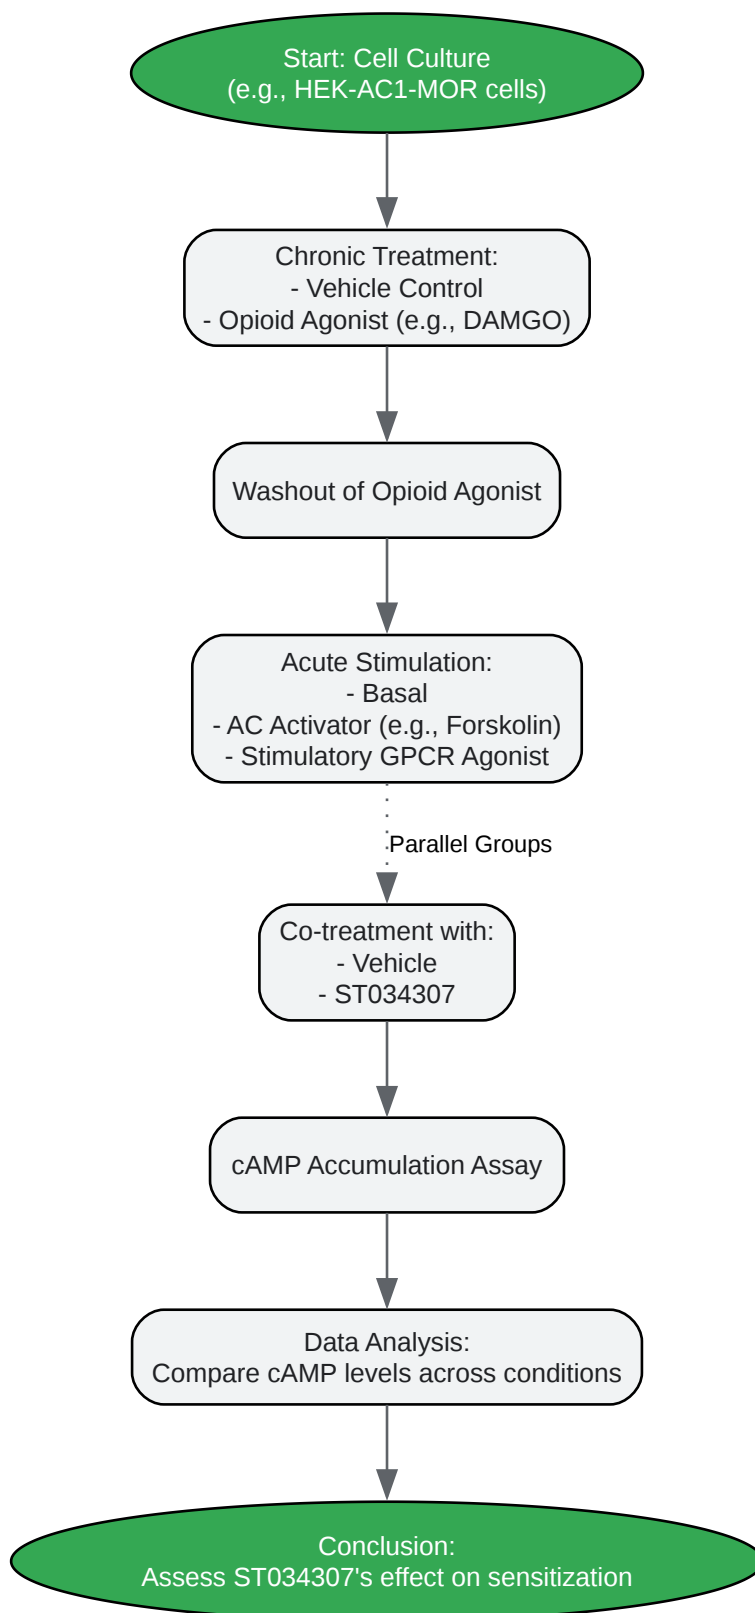 Start: Cell Culture
(e.g., HEK-AC1-MOR cells)
Chronic Treatment:
- Vehicle Control
- Opioid Agonist (e.g., DAMGO)
Washout of Opioid Agonist
Acute Stimulation:
- Basal
- AC Activator (e.g., Forskolin)
- Stimulatory GPCR Agonist
Parallel Groups
Co-treatment with:
- Vehicle
- ST034307
cAMP Accumulation Assay
Data Analysis:
Compare cAMP levels across conditions
Conclusion:
Assess ST034307's effect on sensitization